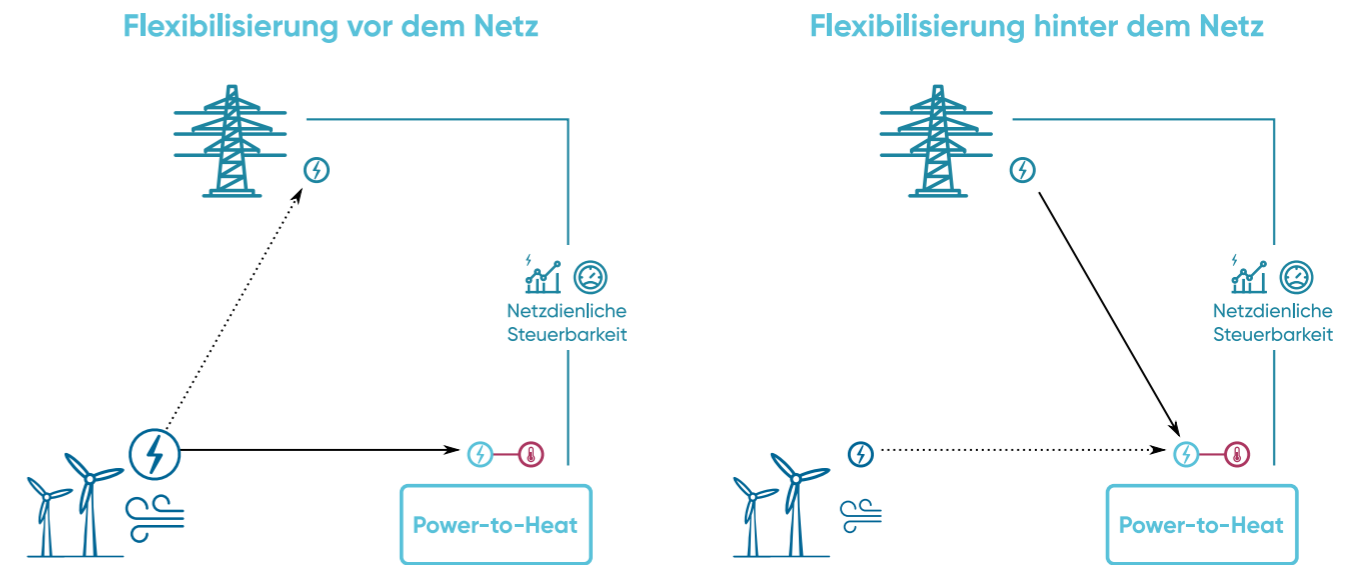 Flexibilisierung vor dem Netz
Netzdienliche
Steuerbarkeit
Power-to-Heat
Flexibilisierung hinter dem Netz
Netzdienliche
Steuerbarkeit
Power-to-Heat